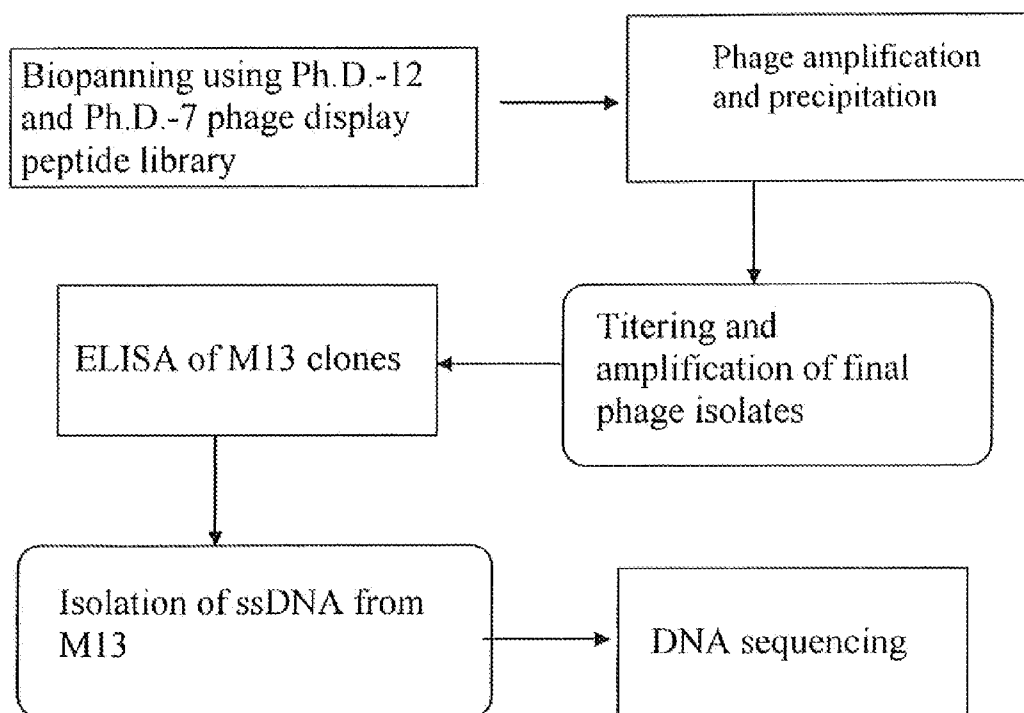 Biopanning using Ph.D.-12
and Ph.D.-7 phage display
peptide library
Phage amplification
and precipitation
Titering and
amplification of final
phage isolates
ELISA of M13 clones
Isolation of ssDNA from
M13
DNA sequencing